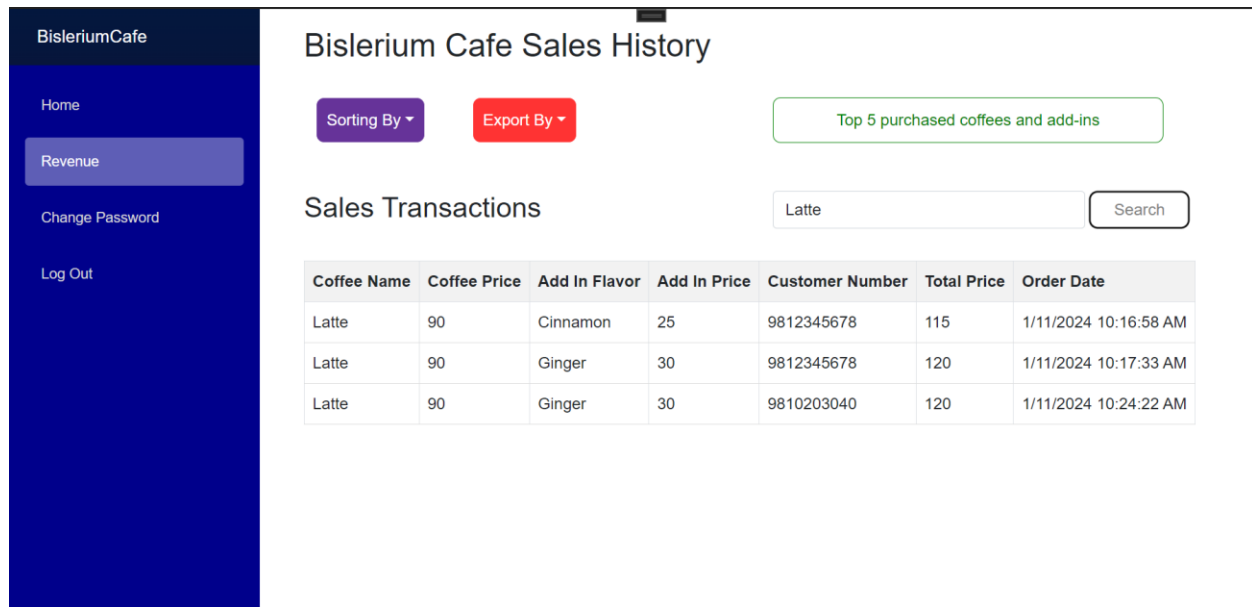 BisleriumCafe
Home
Revenue
Change Password
Log Out
Bislerium Cafe Sales History
Sorting By
Export By
Top 5 purchased coffees and add-ins
Sales Transactions
Latte
Search
Coffee Name Coffee Price Add In Flavor Add In Price Customer Number Total Price Order Date
Latte 90 Cinnamon 25 9812345678 115 1/11/2024 10:16:58 AM
Latte 90 Ginger 30 9812345678 120 1/11/2024 10:17:33 AM
Latte 90 Ginger 30 9810203040 120 1/11/2024 10:24:22 AM